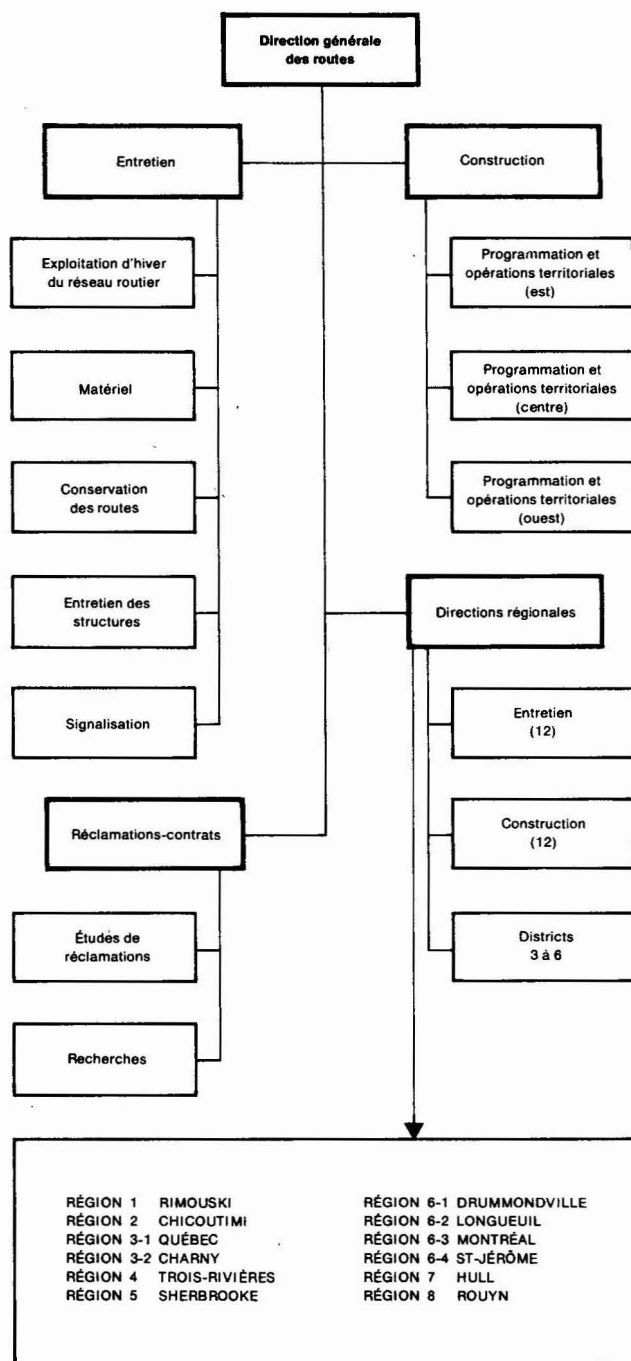 Direction générale
des routes
Entretien
Construction
Exploitation d'hiver
du réseau routier
Matériel
Conservation
des routes
Entretien des
structures
Signalisation
Programmation et
opérations territoriales
(est)
Programmation et
opérations territoriales
(centre)
Programmation et
opérations territoriales
(ouest)
Directions régionales
Entretien
(12)
Construction
(12)
Districts
3 à 6
Réclamations-contrats
Études de
réclamations
Recherches
RÉGION 1 RIMOUSKI
RÉGION 2 CHICOUTIMI
RÉGION 3-1 QUÉBEC
RÉGION 3-2 CHARNY
RÉGION 4 TROIS-RIVIÈRES
RÉGION 5 SHERBROOKE
RÉGION 6-1 DRUMMONDVILLE
RÉGION 6-2 LONGUEUIL
RÉGION 6-3 MONTRÉAL
RÉGION 6-4 ST-JÉRÔME
RÉGION 7 HULL
RÉGION 8 ROUYN